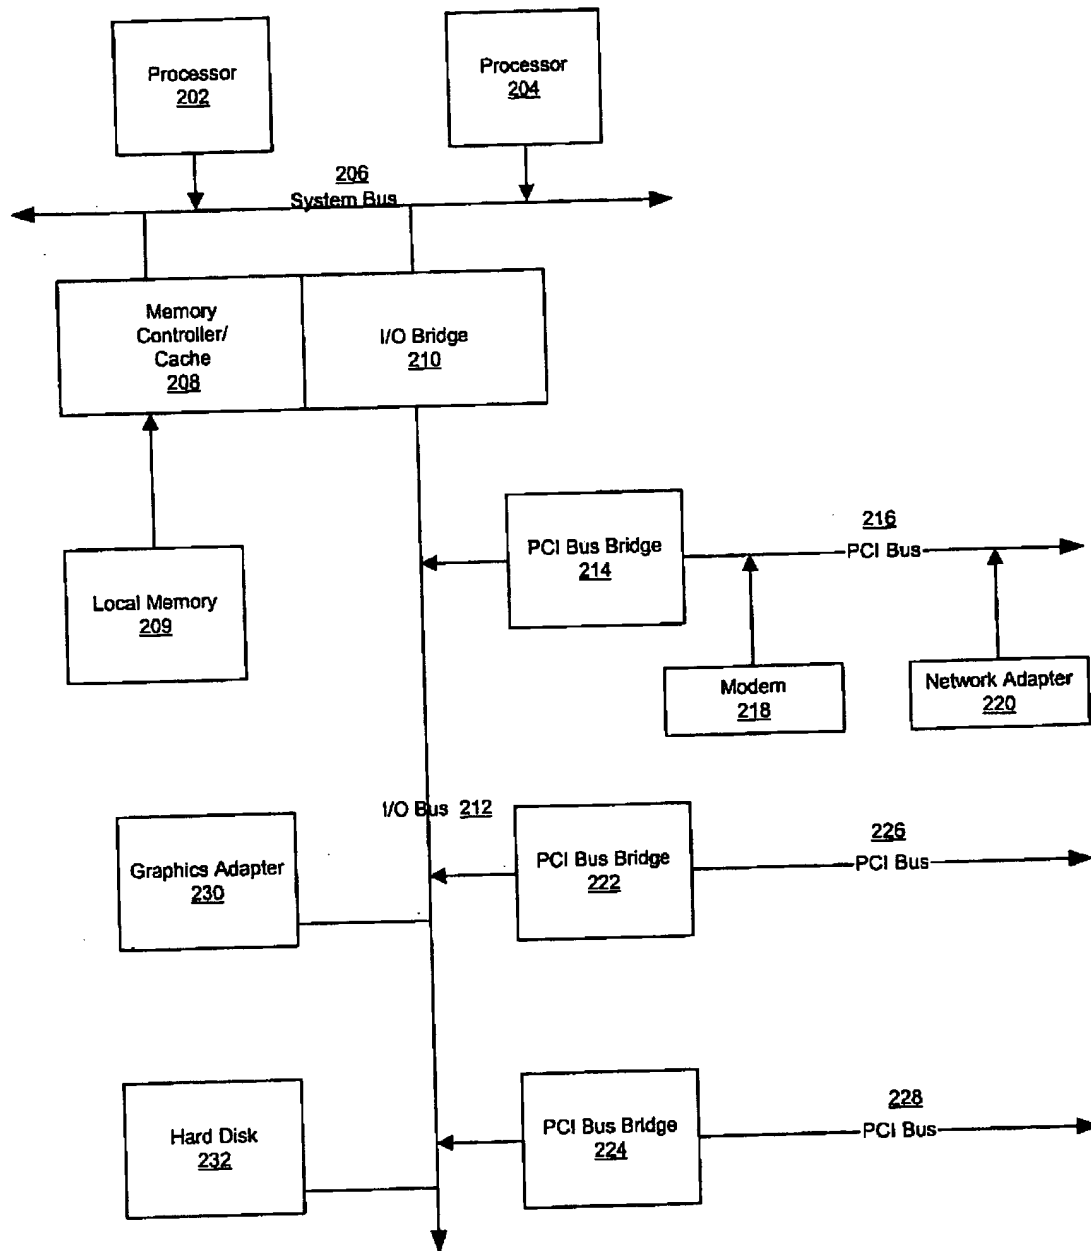 Processor
202
Processor
204
206
System Bus
Memory
Controller/
Cache
208
I/O Bridge
210
Local Memory
209
PCI Bus Bridge
214
216
PCI Bus
Modem
218
Network Adapter
220
I/O Bus 212
Graphics Adapter
230
PCI Bus Bridge
222
226
PCI Bus
Hard Disk
232
PCI Bus Bridge
224
228
PCI Bus